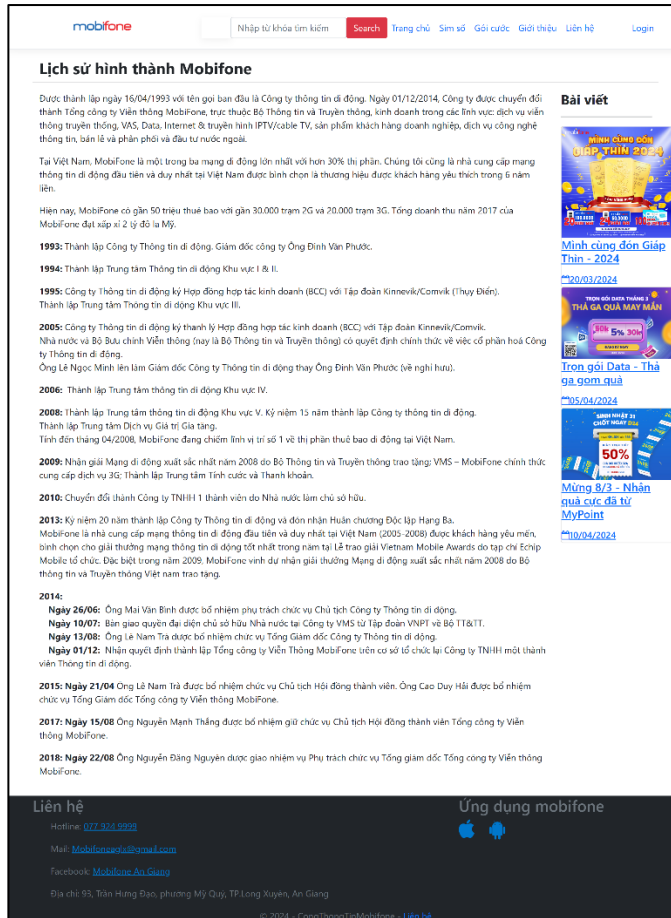 mobifone
Nhập từ khóa tìm kiếm
Search
Trang chủ Sim số Gói cước Giới thiệu Liên hệ
Login
Lịch sử hình thành Mobifone
Được thành lập ngày 16/04/1993 với tên gọi ban đầu là Công ty thông tin di động. Ngày 01/12/2014, Công ty được chuyển đổi
thành Tổng công ty Viễn thông MobiFone, trực thuộc Bộ Thông tin và Truyền thông, kinh doanh trong các lĩnh vực: dịch vụ viễn
thông truyền thống, VAS, Data, Internet & truyền hình IPTV/cable TV, sản phẩm khách hàng doanh nghiệp, dịch vụ công nghệ
thông tin, bán lẻ và phân phối và đầu tư nước ngoài.
Tại Việt Nam, MobiFone là một trong ba mạng di động lớn nhất với hơn 30% thị phần. Chúng tôi cũng là nhà cung cấp mạng
thông tin di động đầu tiên và duy nhất tại Việt Nam được bình chọn là thương hiệu được khách hàng yêu thích trong 6 năm
liền.
Hiện nay, MobiFone có gần 50 triệu thuê bao với gần 30.000 trạm 2G và 20.000 trạm 3G. Tổng doanh thu năm 2017 của
MobiFone đạt xấp xỉ 2 tỷ đô la Mỹ.
1993: Thành lập Công ty Thông tin di động. Giám đốc công ty Ông Đinh Văn Phước.
1994: Thành lập Trung tâm Thông tin di động Khu vực I & II.
1995: Công ty Thông tin di động ký Hợp đồng hợp tác kinh doanh (BCC) với Tập đoàn Kinnevik/Comvik (Thụy Điển).
Thành lập Trung tâm Thông tin di động Khu vực III.
2005: Công ty Thông tin di động ký thanh lý Hợp đồng hợp tác kinh doanh (BCC) với Tập đoàn Kinnevik/Comvik.
Nhà nước và Bộ Bưu chính Viễn thông (nay là Bộ Thông tin và Truyền thông) có quyết định chính thức về việc cổ phần hoá Công
ty Thông tin di động.
Ông Lê Ngọc Minh lên làm Giám đốc Công ty Thông tin di động thay Ông Đinh Văn Phước (về nghỉ hưu).
2006: Thành lập Trung tâm thông tin di động Khu vực IV.
2008: Thành lập Trung tâm thông tin di động Khu vực V. Kỷ niệm 15 năm thành lập Công ty thông tin di động.
Thành lập Trung tâm Dịch vụ Giá trị Gia tăng.
Tính đến tháng 04/2008, MobiFone đang chiếm lĩnh vị trí số 1 về thị phần thuê bao di động tại Việt Nam.
2009: Nhận giải Mạng di động xuất sắc nhất năm 2008 do Bộ Thông tin và Truyền thông trao tặng; VMS – MobiFone chính thức
cung cấp dịch vụ 3G; Thành lập Trung tâm Tính cước và Thanh khoản.
2010: Chuyển đổi thành Công ty TNHH 1 thành viên do Nhà nước làm chủ sở hữu.
2013: Kỷ niệm 20 năm thành lập Công ty Thông tin di động và đón nhận Huân chương Độc lập Hạng Ba.
MobiFone là nhà cung cấp mạng thông tin di động đầu tiên và duy nhất tại Việt Nam (2005-2008) được khách hàng yêu mến,
bình chọn cho giải thưởng mạng thông tin di động tốt nhất trong năm tại Lễ trao giải Vietnam Mobile Awards do tạp chí Echip
Mobile tổ chức. Đặc biệt trong năm 2009, MobiFone vinh dự nhận giải thưởng Mạng di động xuất sắc nhất năm 2008 do Bộ
thông tin và Truyền thông Việt nam trao tặng.
2014:
Ngày 26/06: Ông Mai Văn Bình được bổ nhiệm phụ trách chức vụ Chủ tịch Công ty Thông tin di động.
Ngày 10/07: Bàn giao quyền đại diện chủ sở hữu Nhà nước tại Công ty VMS từ Tập đoàn VNPT về Bộ TT&TT.
Ngày 13/08: Ông Lê Nam Trà được bổ nhiệm chức vụ Tổng Giám đốc Công ty Thông tin di động.
Ngày 01/12: Nhận quyết định thành lập Tổng công ty Viễn Thông MobiFone trên cơ sở tổ chức lại Công ty TNHH một thành
viên Thông tin di động.
2015: Ngày 21/04 Ông Lê Nam Trà được bổ nhiệm chức vụ Chủ tịch Hội đồng thành viên. Ông Cao Duy Hải được bổ nhiệm
chức vụ Tổng Giám đốc Tổng công ty Viễn thông MobiFone.
2017: Ngày 15/08 Ông Nguyễn Mạnh Thắng được bổ nhiệm giữ chức vụ Chủ tịch Hội đồng thành viên Tổng công ty Viễn
thông MobiFone.
2018: Ngày 22/08 Ông Nguyễn Đăng Nguyên được giao nhiệm vụ Phụ trách chức vụ Tổng giám đốc Tổng công ty Viễn thông
MobiFone.
Bài viết
MÌNH CÙNG ĐÓN
GIÁP THÌN 2024
Mình cùng đón Giáp
Thìn - 2024
20/03/2024
TRỌN GÓI DATA THÁNG 3
THẢ GA QUÀ MAY MẮN
50k 5% 30k
Trọn gói Data - Thả
ga gom quà
05/04/2024
SINH NHẬT 31
CHỐT NGAY
50%
Mừng 8/3 - Nhận
quà cực đã từ
MyPoint
10/04/2024
Liên hệ
Hotline: 077 924 9999
Mail: Mobifoneagix@gmail.com
Facebook: Mobifone An Giang
Địa chỉ: 93, Trần Hưng Đạo, phường Mỹ Quý, TP.Long Xuyên, An Giang
Ứng dụng mobifone
© 2024 - CongThongTinMobifone - Liên hệ